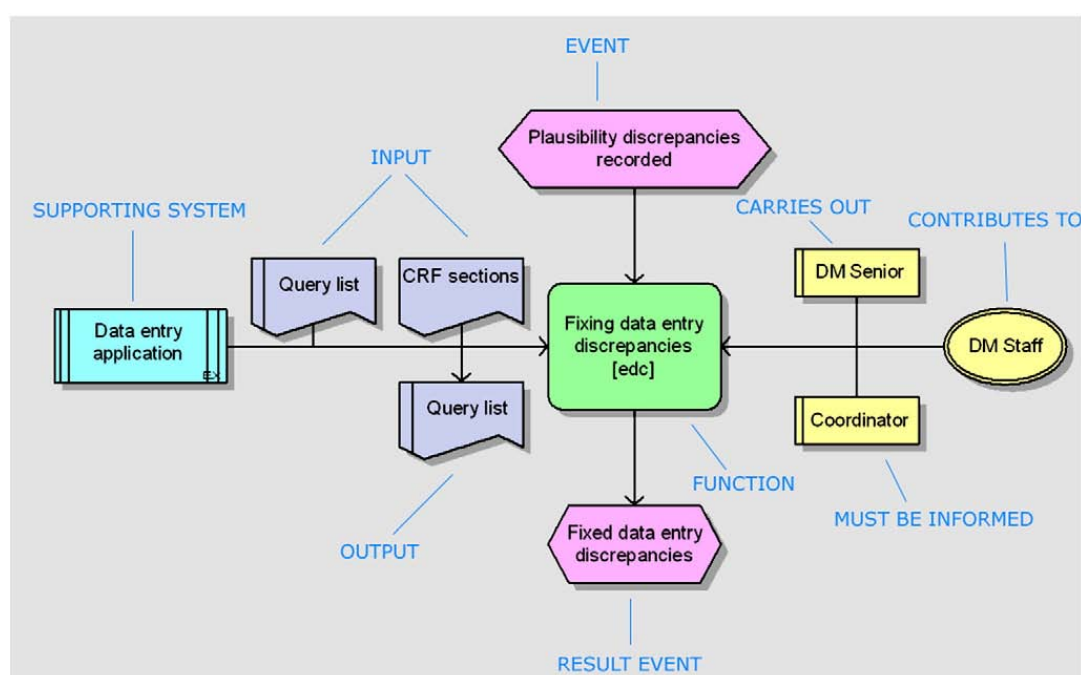 EVENT
Plausibility discrepancies
recorded
INPUT
SUPPORTING SYSTEM
CARRIES OUT
CONTRIBUTES TO
Query list
CRF sections
DM Senior
Data entry
application
EX
Fixing data entry
discrepancies
[edc]
DM Staff
Query list
Coordinator
FUNCTION
MUST BE INFORMED
OUTPUT
Fixed data entry
discrepancies
RESULT EVENT